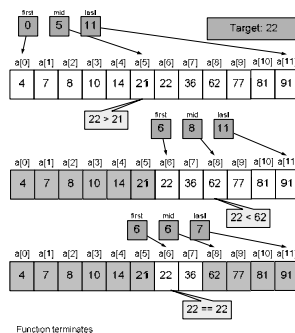 first mid last
0 5 11
Target: 22
a[0] a[1] a[2] a[3] a[4] a[5] a[6] a[7] a[8] a[9] a[10] a[11]
4 7 8 10 14 21 22 36 62 77 81 91
22 > 21
first mid last
6 8 11
a[0] a[1] a[2] a[3] a[4] a[5] a[6] a[7] a[8] a[9] a[10] a[11]
4 7 8 10 14 21 22 36 62 77 81 91
22 < 62
first mid last
6 6 7
a[0] a[1] a[2] a[3] a[4] a[5] a[6] a[7] a[8] a[9] a[10] a[11]
4 7 8 10 14 21 22 36 62 77 81 91
22 == 22
Function terminates